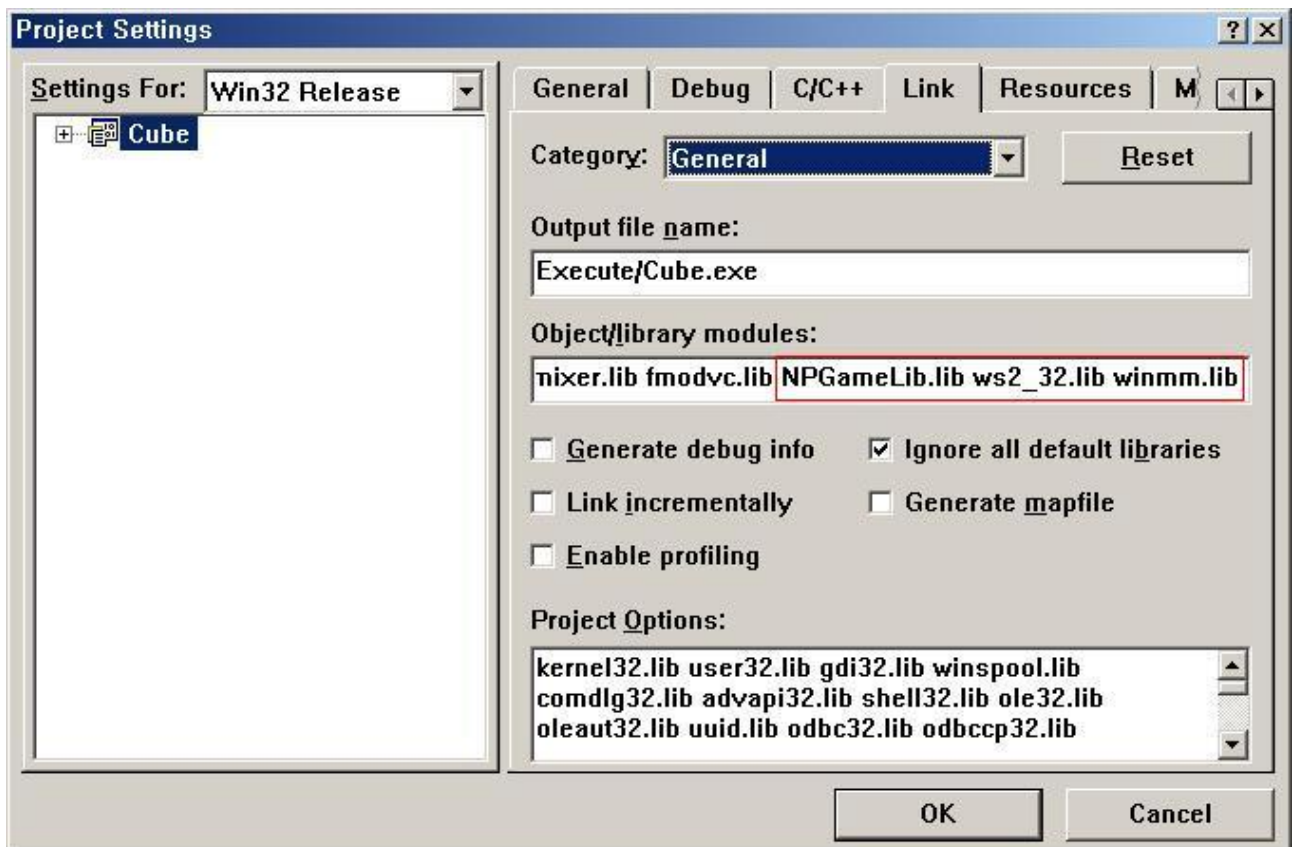 Project Settings
Settings For: Win32 Release
Cube
General Debug C/C++ Link Resources M
Category: General Reset
Output file name:
Execute/Cube.exe
Object/library modules:
fmodvc.lib NPGameLib.lib ws2_32.lib winmm.lib
Generate debug info Ignore all default libraries
Link incrementally Generate mapfile
Enable profiling
Project Options:
kernel32.lib user32.lib gdi32.lib winspool.lib
comdlg32.lib advapi32.lib shell32.lib ole32.lib
oleaut32.lib uuid.lib odbc32.lib odbccp32.lib
OK Cancel